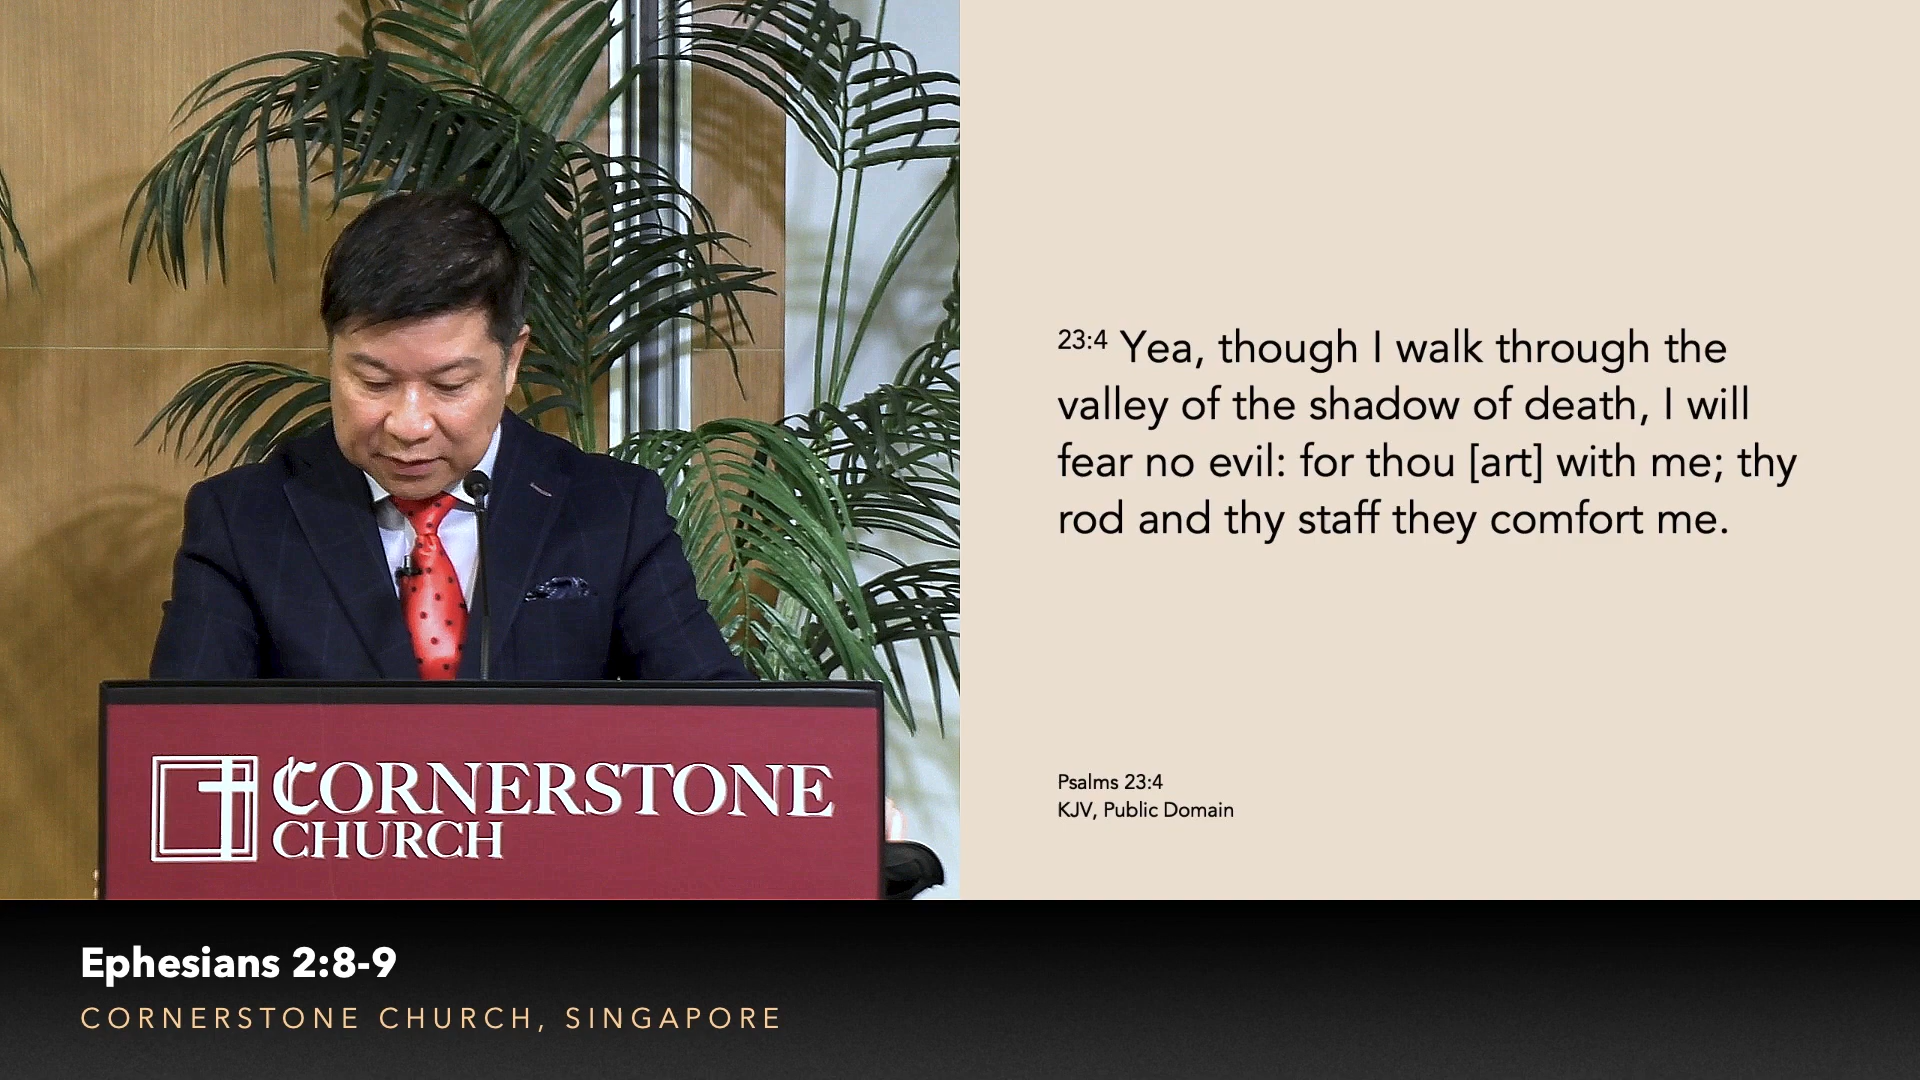 CORNERSTONE
CHURCH
23:4 Yea, though I walk through the
valley of the shadow of death, I will
fear no evil: for thou [art] with me; thy
rod and thy staff they comfort me.
Psalms 23:4
KJV, Public Domain
Ephesians 2:8-9
CORNERSTONE CHURCH, SINGAPORE